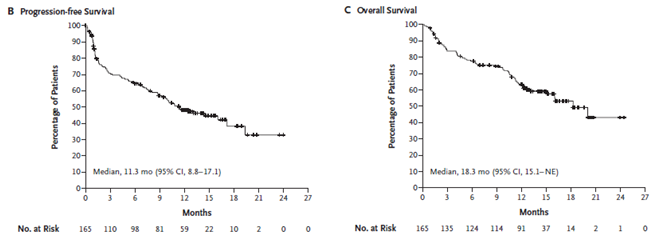 B Progression-free Survival
Percentage of Patients
100
90
80
70
60
50
40
30
20
10
0
Median, 11.3 mo (95% CI, 8.8–17.1)
0 3 6 9 12 15 18 21 24 27
Months
No. at Risk 165 110 98 81 59 22 10 2 0 0
C Overall Survival
Percentage of Patients
100
90
80
70
60
50
40
30
20
10
0
Median, 18.3 mo (95% CI, 15.1–NE)
0 3 6 9 12 15 18 21 24 27
Months
No. at Risk 165 135 124 114 91 37 14 2 1 0